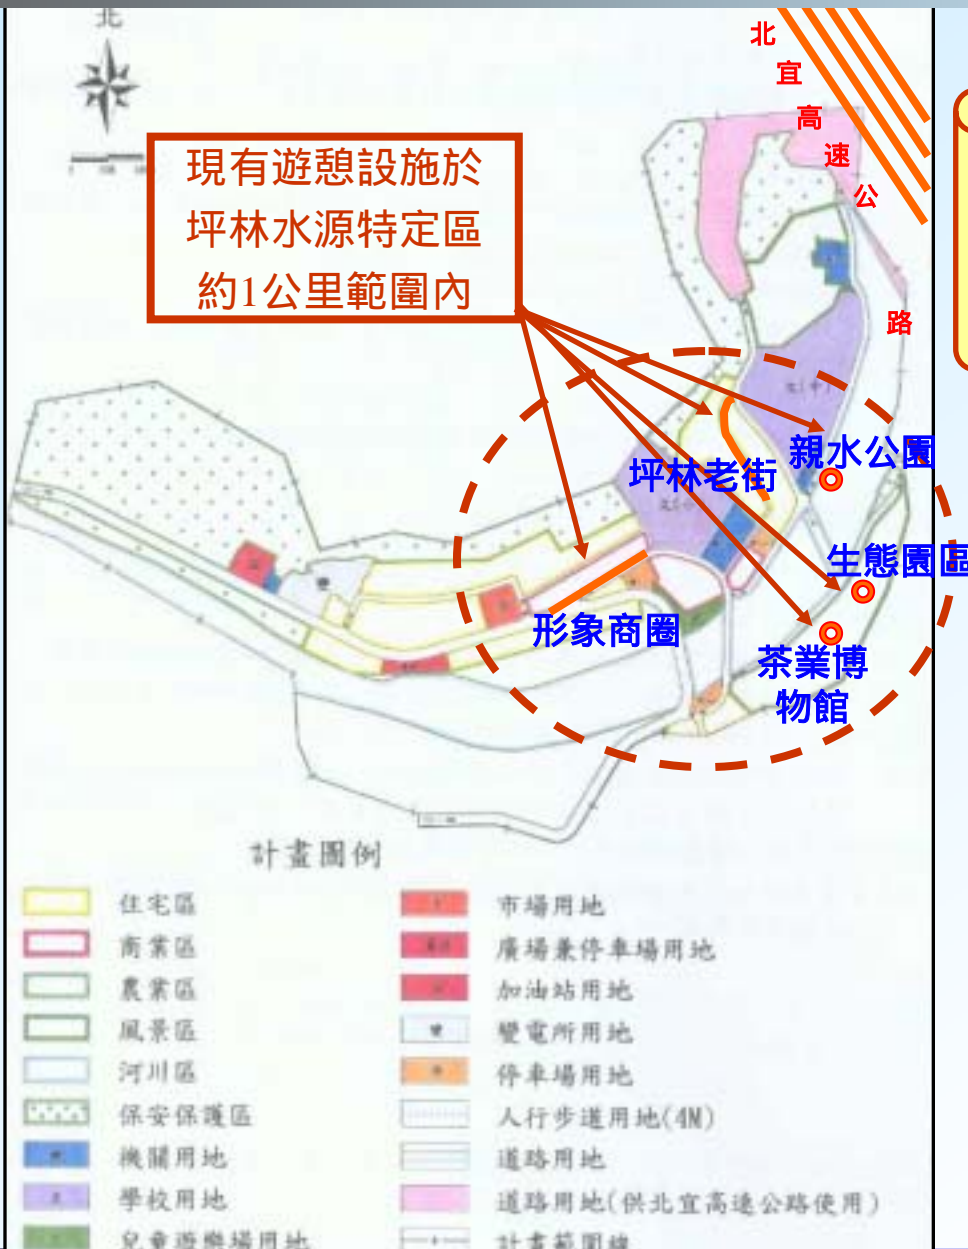 北
北
宜
高
速
公
路
現有遊憩設施於
坪林水源特定區
約1公里範圍內
文(中)
親水公園
坪林老街
生態園區
形象商圈
茶業博
物館
計畫圖例
住宅區
商業區
農業區
風景區
河川區
保安保護區
機關用地
學校用地
兒童遊樂場用地
市場用地
廣場兼停車場用地
加油站用地
變電所用地
停車場用地
人行步道用地(4M)
道路用地
道路用地(供北宜高速公路使用)
計畫範圍線